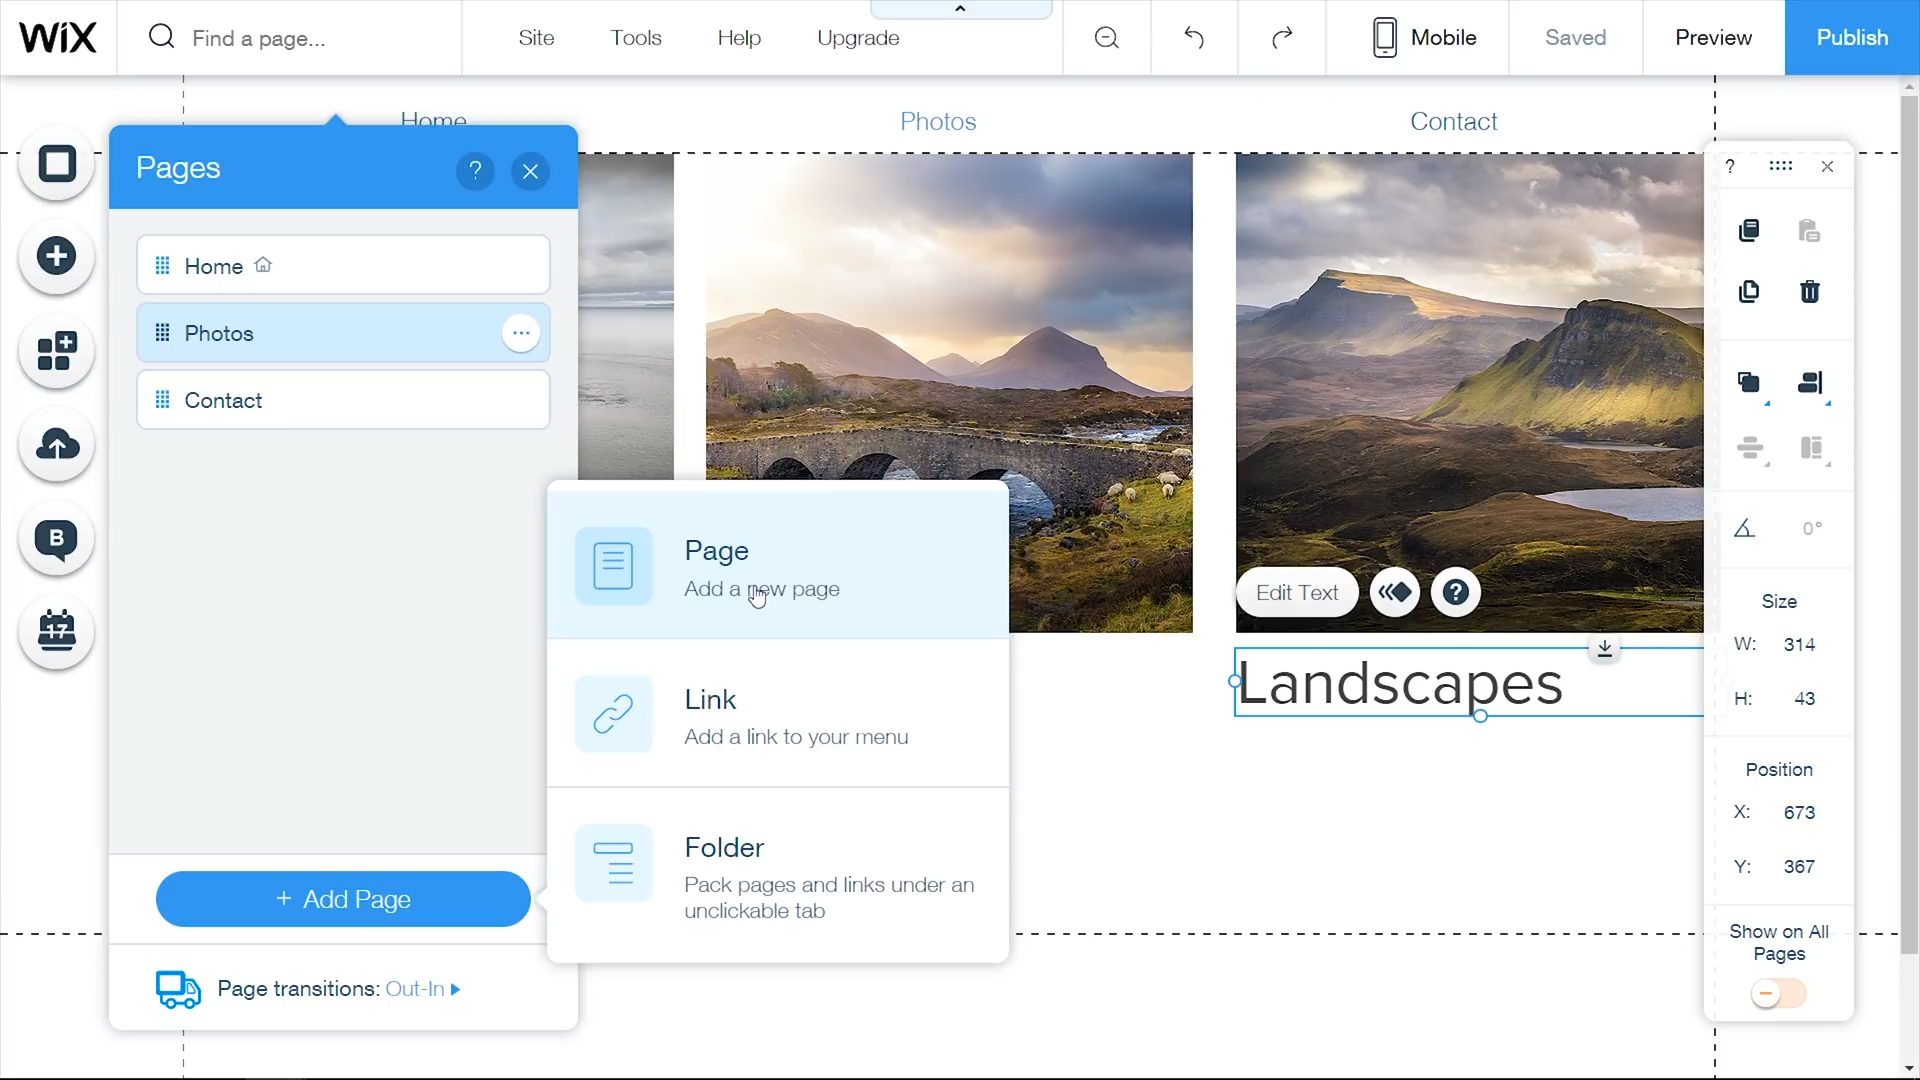 WiX
Find a page...
Site
Tools
Help
Upgrade
Mobile
Saved
Preview
Publish
Home
Photos
Contact
Pages
?
Home
Photos
Contact
Page
Add a new page
Link
Add a link to your menu
Folder
Pack pages and links under an
unclickable tab
+ Add Page
Page transitions: Out-In
B
17
Edit Text
?
Landscapes
?
0°
Size
W: 314
H: 43
Position
X: 673
Y: 367
Show on All
Pages